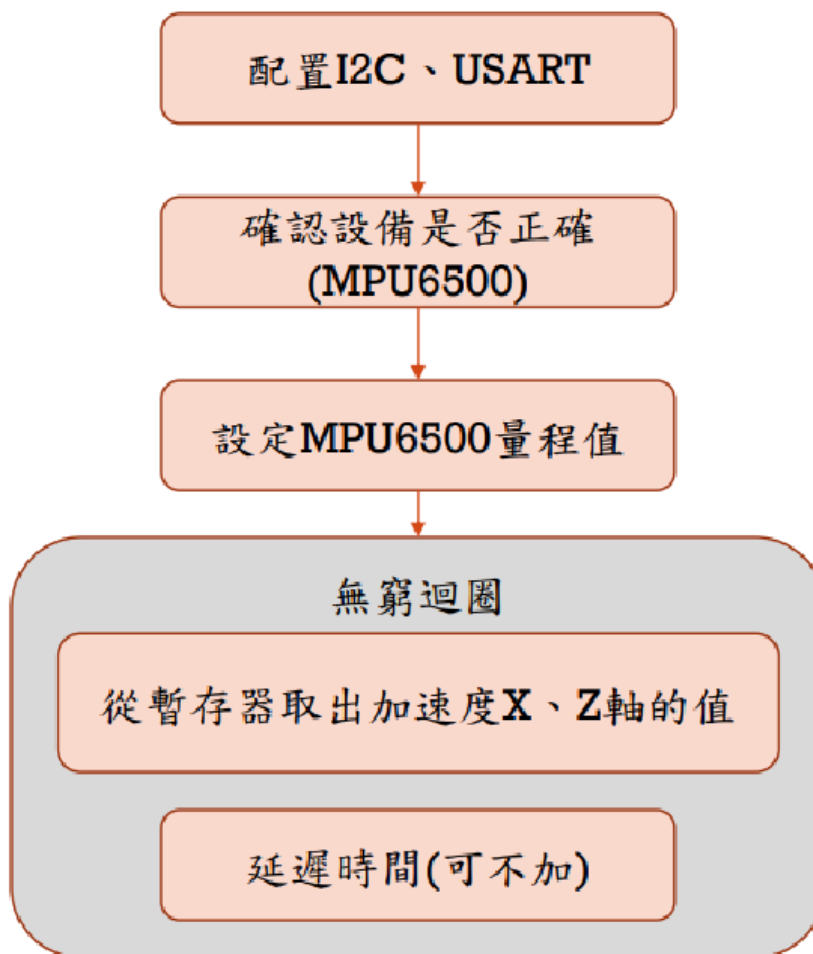 配置I2C、USART
確認設備是否正確
(MPU6500)
設定MPU6500量程值
無窮迴圈
從暫存器取出加速度X、Z軸的值
延遲時間(可不加)